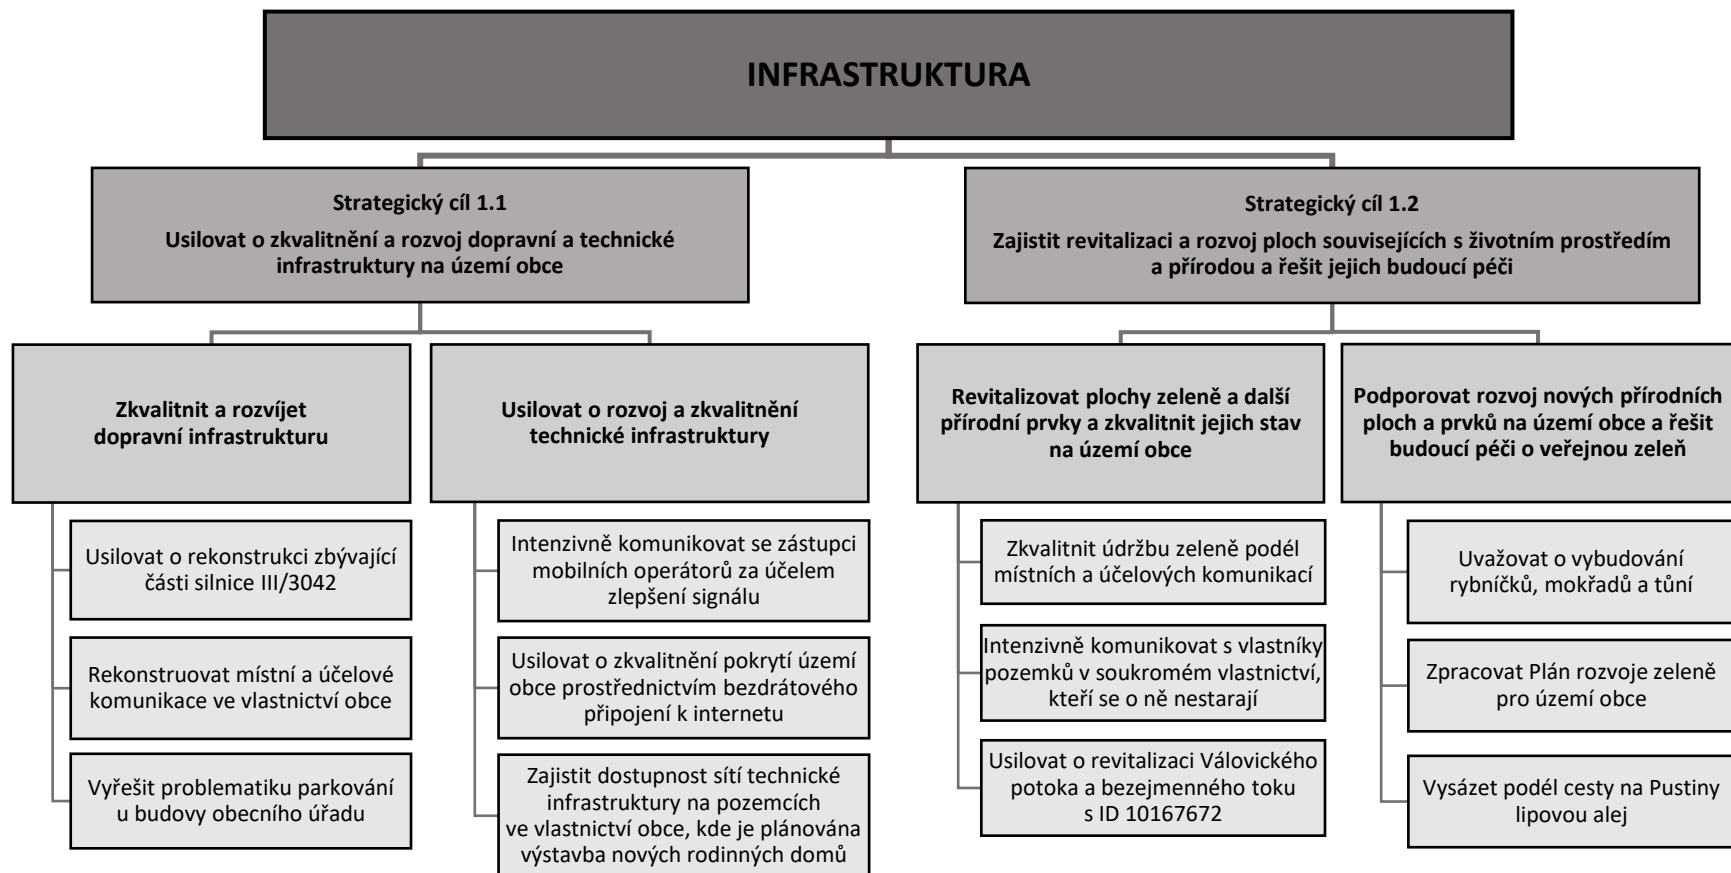 INFRASTRUKTURA
Strategický cíl 1.1
Usilovat o zkvalitnění a rozvoj dopravní a technické
infrastruktury na území obce
Strategický cíl 1.2
Zajistit revitalizaci a rozvoj ploch souvisejících s životním prostředím
a přírodou a řešit jejich budoucí péči
Zkvalitnit a rozvíjet
dopravní infrastrukturu
Usilovat o rekonstrukci zbývající
části silnice III/3042
Rekonstruovat místní a účelové
komunikace ve vlastnictví obce
Vyřešit problematiku parkování
u budovy obecního úřadu
Usilovat o rozvoj a zkvalitnění
technické infrastruktury
Intenzivně komunikovat se zástupci
mobilních operátorů za účelem
zlepšení signálu
Usilovat o zkvalitnění pokrytí území
obce prostřednictvím bezdrátového
připojení k internetu
Zajistit dostupnost sítí technické
infrastruktury na pozemcích
ve vlastnictví obce, kde je plánována
výstavba nových rodinných domů
Revitalizovat plochy zeleně a další
přírodní prvky a zkvalitnit jejich stav
na území obce
Zkvalitnit údržbu zeleně podél
místních a účelových komunikací
Intenzivně komunikovat s vlastníky
pozemků v soukromém vlastnictví,
kteří se o ně nestarají
Usilovat o revitalizaci Válovického
potoka a bezejmenného toku
s ID 10167672
Podporovat rozvoj nových přírodních
ploch a prvků na území obce a řešit
budoucí péči o veřejnou zeleň
Uvažovat o vybudování
rybníčků, mokřadů a tůní
Zpracovat Plán rozvoje zeleně
pro území obce
Vysázet podél cesty na Pustiny
lipovou alej